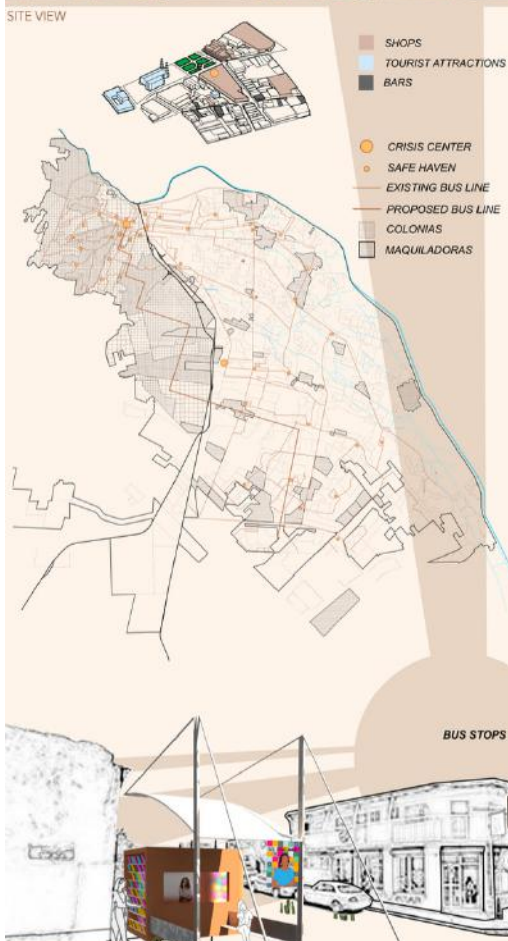 SITE VIEW
SHOPS
TOURIST ATTRACTIONS
BARS
CRISIS CENTER
SAFE HAVEN
EXISTING BUS LINE
PROPOSED BUS LINE
COLONIAS
MAQUILADORAS
BUS STOPS